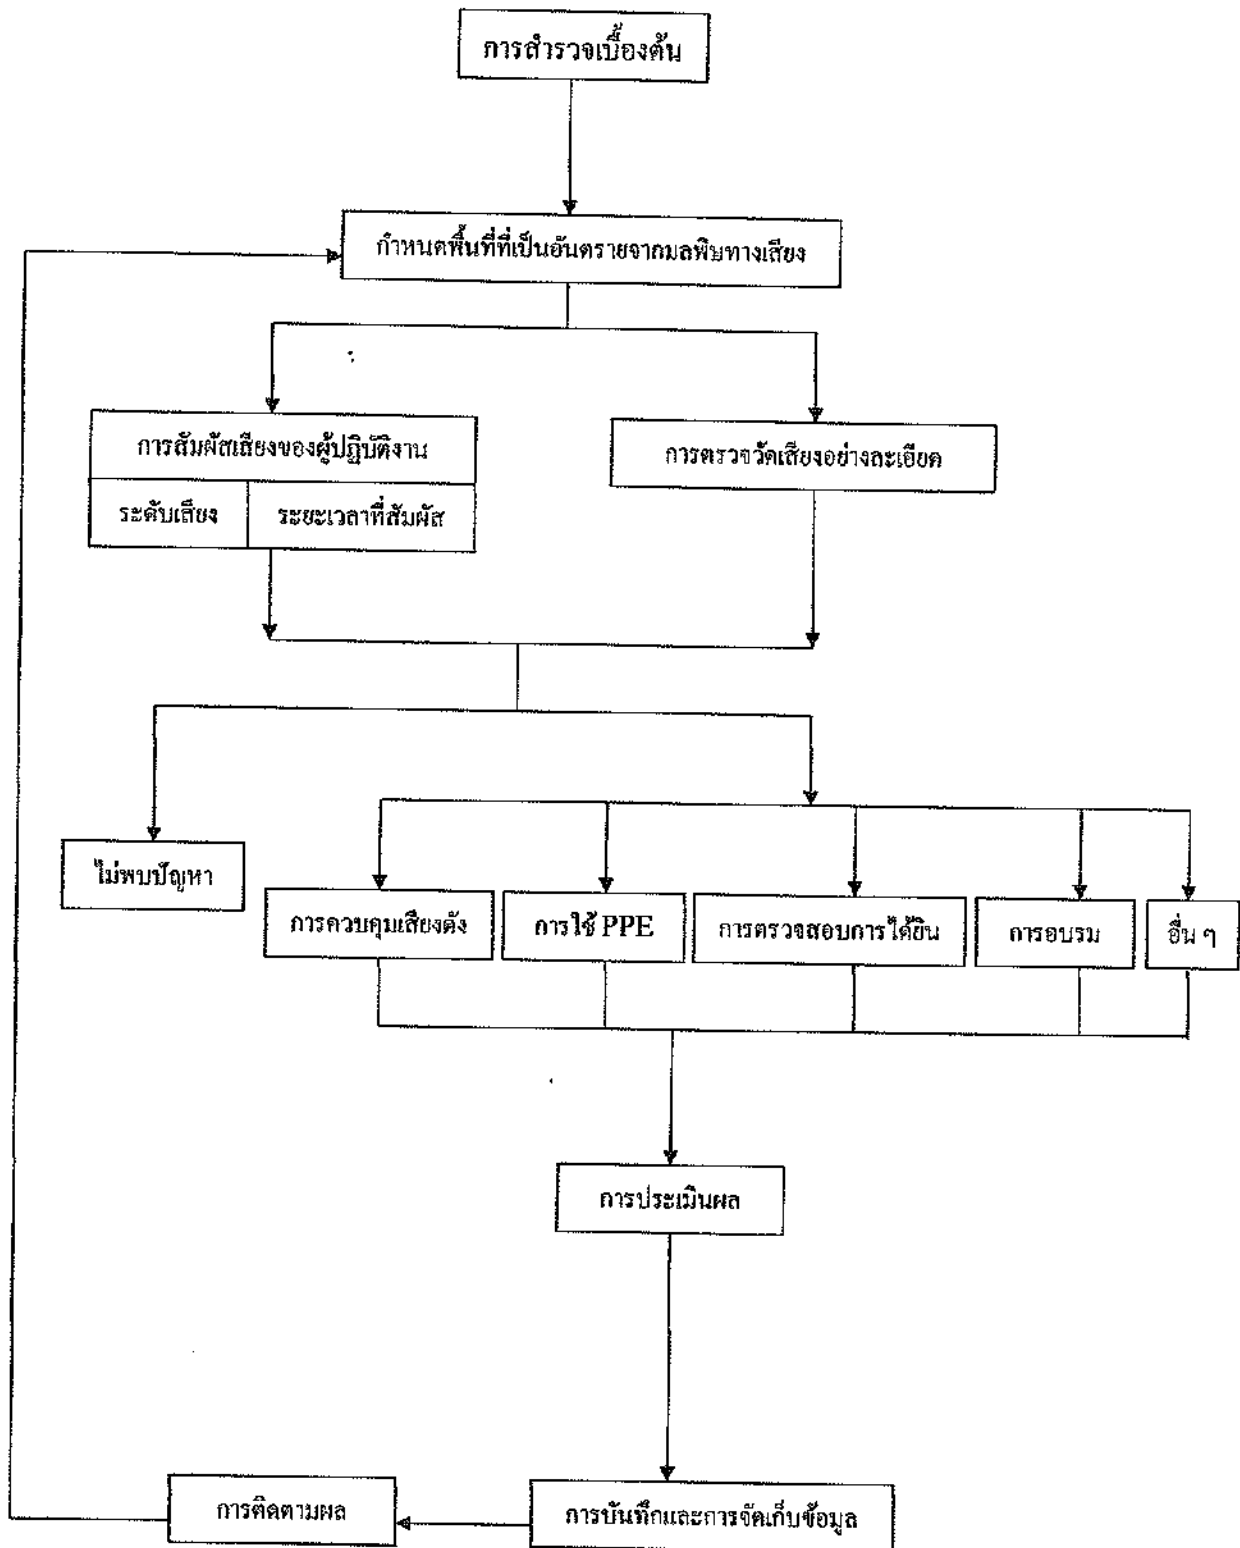 การสำรวจเบื้องต้น
กำหนดพื้นที่ที่เป็นอันตรายจากมลพิษทางเสียง
การสัมผัสเสียงของผู้ปฏิบัติงาน
การตรวจวัดเสียงอย่างละเอียด
ระดับเสียง
ระยะเวลาที่สัมผัส
ไม่พบปัญหา
การควบคุมเสียงดัง
การใช้ PPE
การตรวจสอบการได้ยิน
การอบรม
อื่น ๆ
การประเมินผล
การติดตามผล
การบันทึกและการจัดเก็บข้อมูล